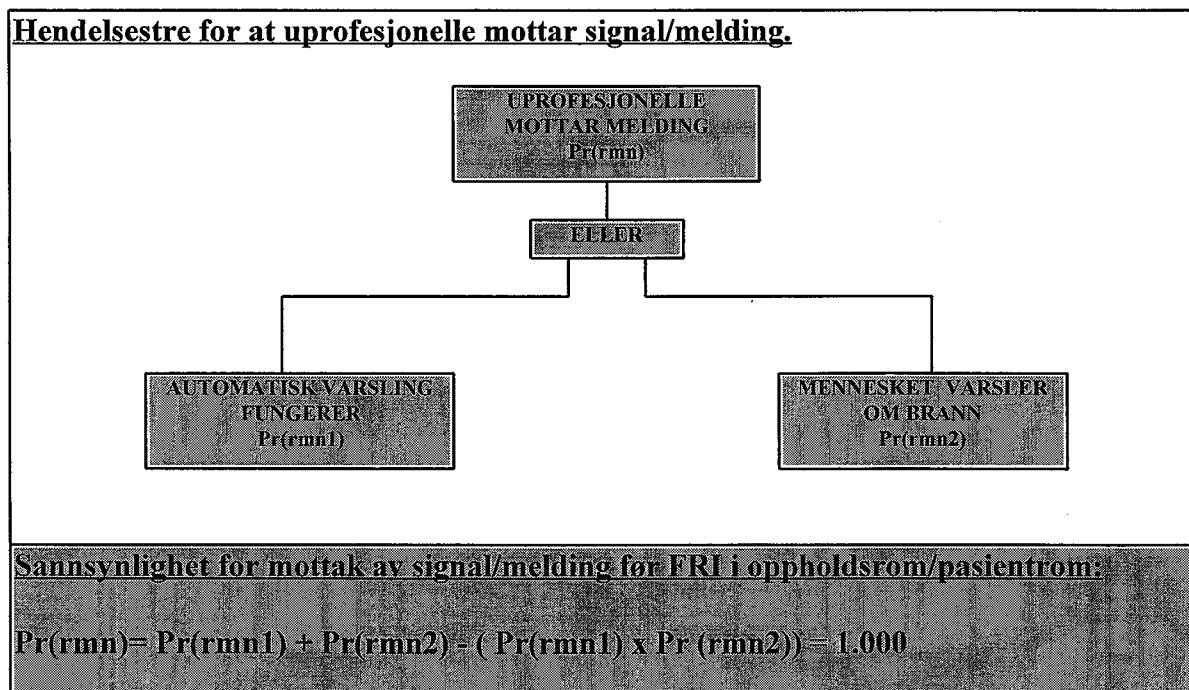 Hendelsestre for at uprofesjonelle mottar signal/melding.
UPROFESJONELLE
MOTTAR MELDING
Pr(rmn)
ELLER
AUTOMATISK VARSLING
FUNGERER
Pr(rmn1)
MENNESKET VARSLER
OM BRANN
Pr(rmn2)
Sannsynlighet for mottak av signal/melding før FRI i oppholdsrom/pasientrom:
Pr(rmn)= Pr(rmn1) + Pr(rmn2) - ( Pr(rmn1) x Pr (rmn2)) = 1.000